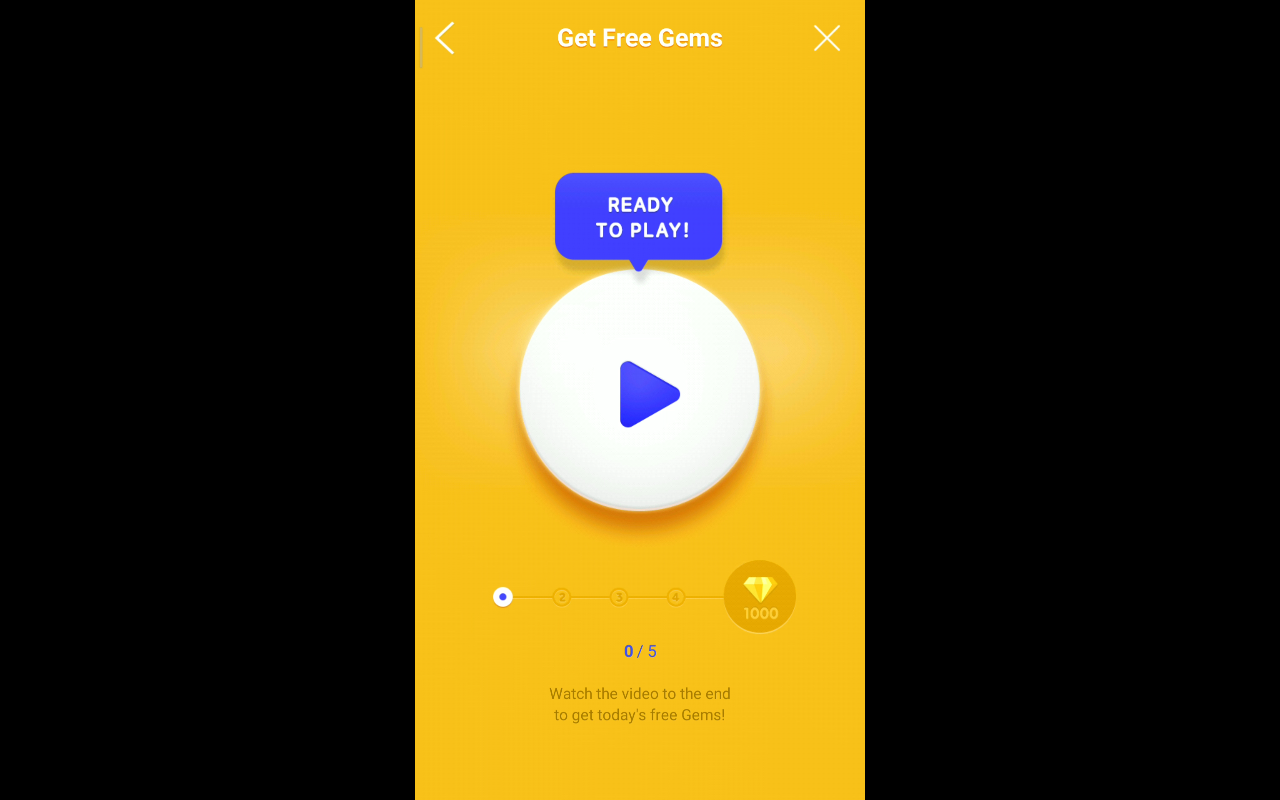 Get Free Gems
READY
TO PLAY!
2
3
4
1000
0 / 5
Watch the video to the end
to get today's free Gems!